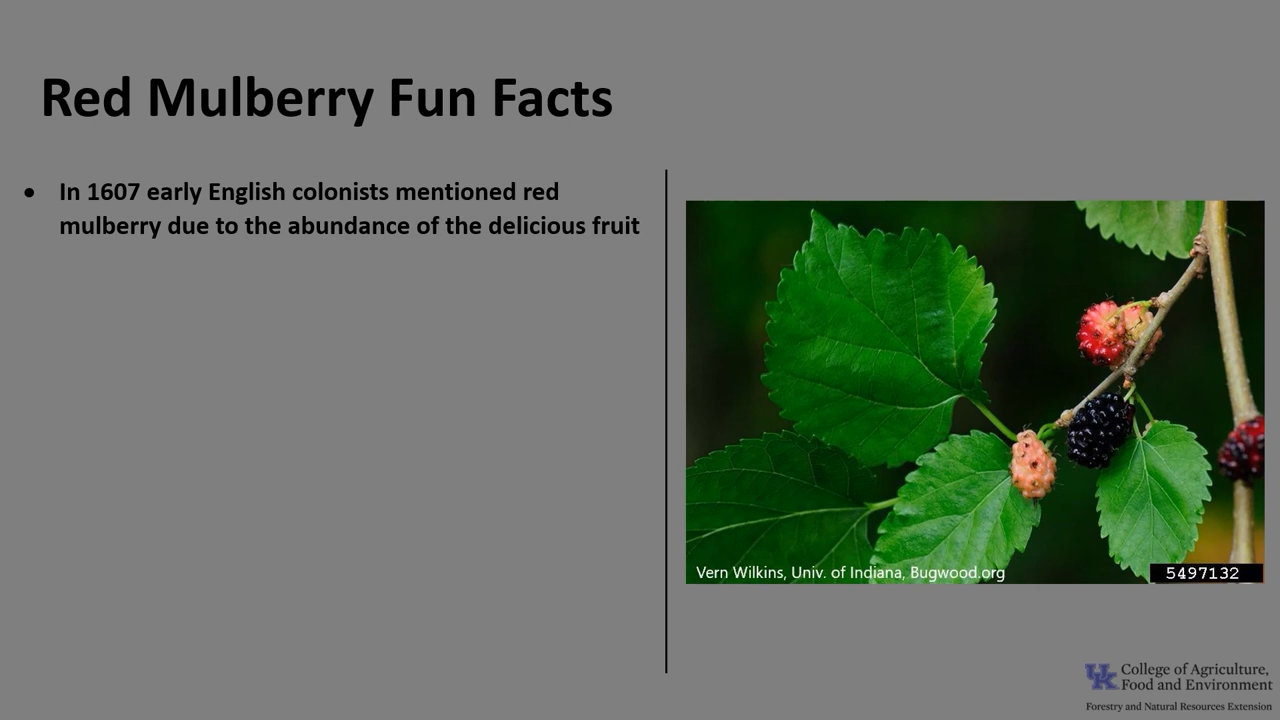 Red Mulberry Fun Facts
• In 1607 early English colonists mentioned red
mulberry due to the abundance of the delicious fruit
Vern Wilkins, Univ. of Indiana, Bugwood.org
5497132
UK College of Agriculture,
Food and Environment
Forestry and Natural Resources Extension